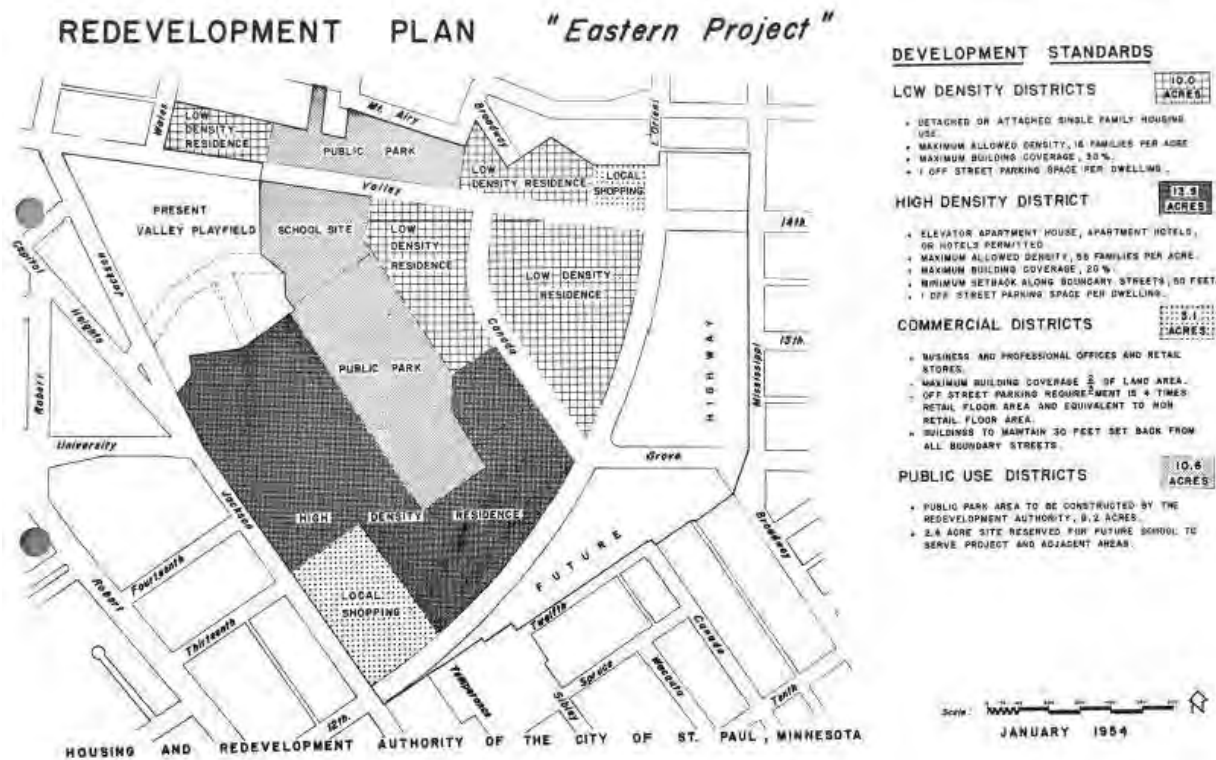 REDEVELOPMENT PLAN "Eastern Project"
Wales
LOW
DENSITY
RESIDENCE
Mt. Airy
PUBLIC PARK
Broadway
L'Orient
LOW
DENSITY RESIDENCE
LOCAL
SHOPPING
Valley
PRESENT
VALLEY PLAYFIELD
SCHOOL SITE
LOW
DENSITY
RESIDENCE
LOW DENSITY
RESIDENCE
14th.
Capitol
Heights
Jackson
Canada
PUBLIC PARK
HIGHWAY
13th.
Mississippi
Robert
University
Grove
Jackson
HIGH DENSITY RESIDENCE
FUTURE
Broadway
Fourteenth
Robert
LOCAL
SHOPPING
Thirteenth
Twelfth
Canada
Spruce
Wacouta
12th.
Temperance
Sibley
Tenth
HOUSING AND REDEVELOPMENT AUTHORITY OF THE CITY OF ST. PAUL, MINNESOTA
DEVELOPMENT STANDARDS
LOW DENSITY DISTRICTS
10.0
ACRES
• DETACHED OR ATTACHED SINGLE FAMILY HOUSING
USE.
• MAXIMUM ALLOWED DENSITY, 16 FAMILIES PER ACRE
• MAXIMUM BUILDING COVERAGE, 30%.
• 1 OFF STREET PARKING SPACE PER DWELLING.
HIGH DENSITY DISTRICT
ACRES
• ELEVATOR APARTMENT HOUSE, APARTMENT HOTELS,
OR HOTELS PERMITTED
• MAXIMUM ALLOWED DENSITY, FAMILIES PER ACRE.
• MAXIMUM BUILDING COVERAGE, 20%.
• MINIMUM SETBACK ALONG BOUNDARY STREETS, 50 FEET
• 1 OFF STREET PARKING SPACE PER DWELLING.
COMMERCIAL DISTRICTS
ACRES
• BUSINESS AND PROFESSIONAL OFFICES AND RETAIL
STORES.
• MAXIMUM BUILDING COVERAGE OF LAND AREA.
• OFF STREET PARKING REQUIREMENT IS 4 TIMES
RETAIL FLOOR AREA AND EQUIVALENT TO NON
RETAIL FLOOR AREA.
• BUILDINGS TO MAINTAIN 30 FEET SET BACK FROM
ALL BOUNDARY STREETS.
PUBLIC USE DISTRICTS
10.6
ACRES
• PUBLIC PARK AREA TO BE CONSTRUCTED BY THE
REDEVELOPMENT AUTHORITY, ACRES.
• ACRE SITE RESERVED FOR FUTURE SCHOOL TO
SERVE PROJECT AND ADJACENT AREAS.
Scale:
JANUARY 1954